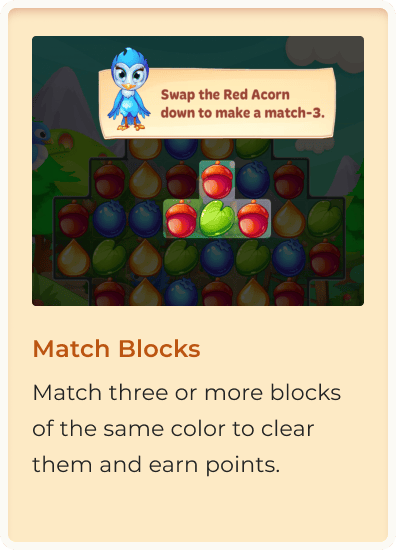 Swap the Red Acorn
down to make a match-3.
Match Blocks
Match three or more blocks
of the same color to clear
them and earn points.